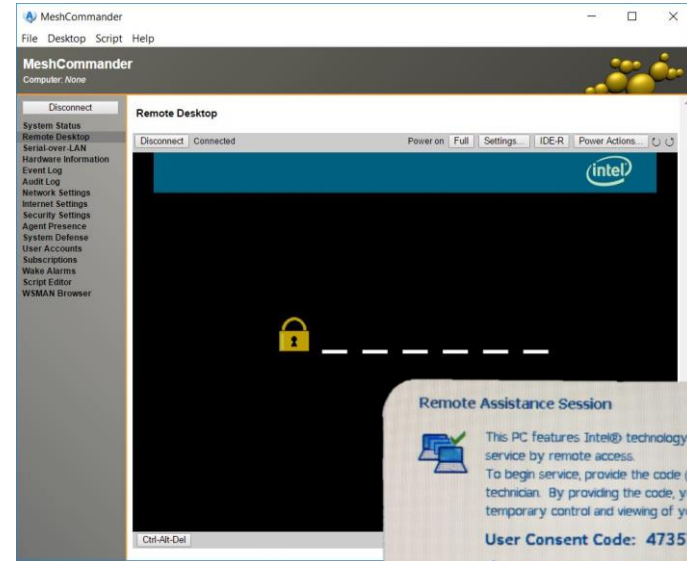 MeshCommander
File Desktop Script Help
MeshCommander
Computer: None
Disconnect
System Status
Remote Desktop
Serial-over-LAN
Hardware Information
Event Log
Audit Log
Network Settings
Internet Settings
Security Settings
Agent Presence
System Defense
User Accounts
Subscriptions
Wake Alarms
Script Editor
WSMAN Browser
Remote Desktop
Disconnect Connected Power on Full Settings... IDE-R Power Actions...
intel
Remote Assistance Session
This PC features Intel® technology
service by remote access.
To begin service, provide the code
technician. By providing the code,
temporary control and viewing of
User Consent Code: 4735
Ctrl-Alt-Del